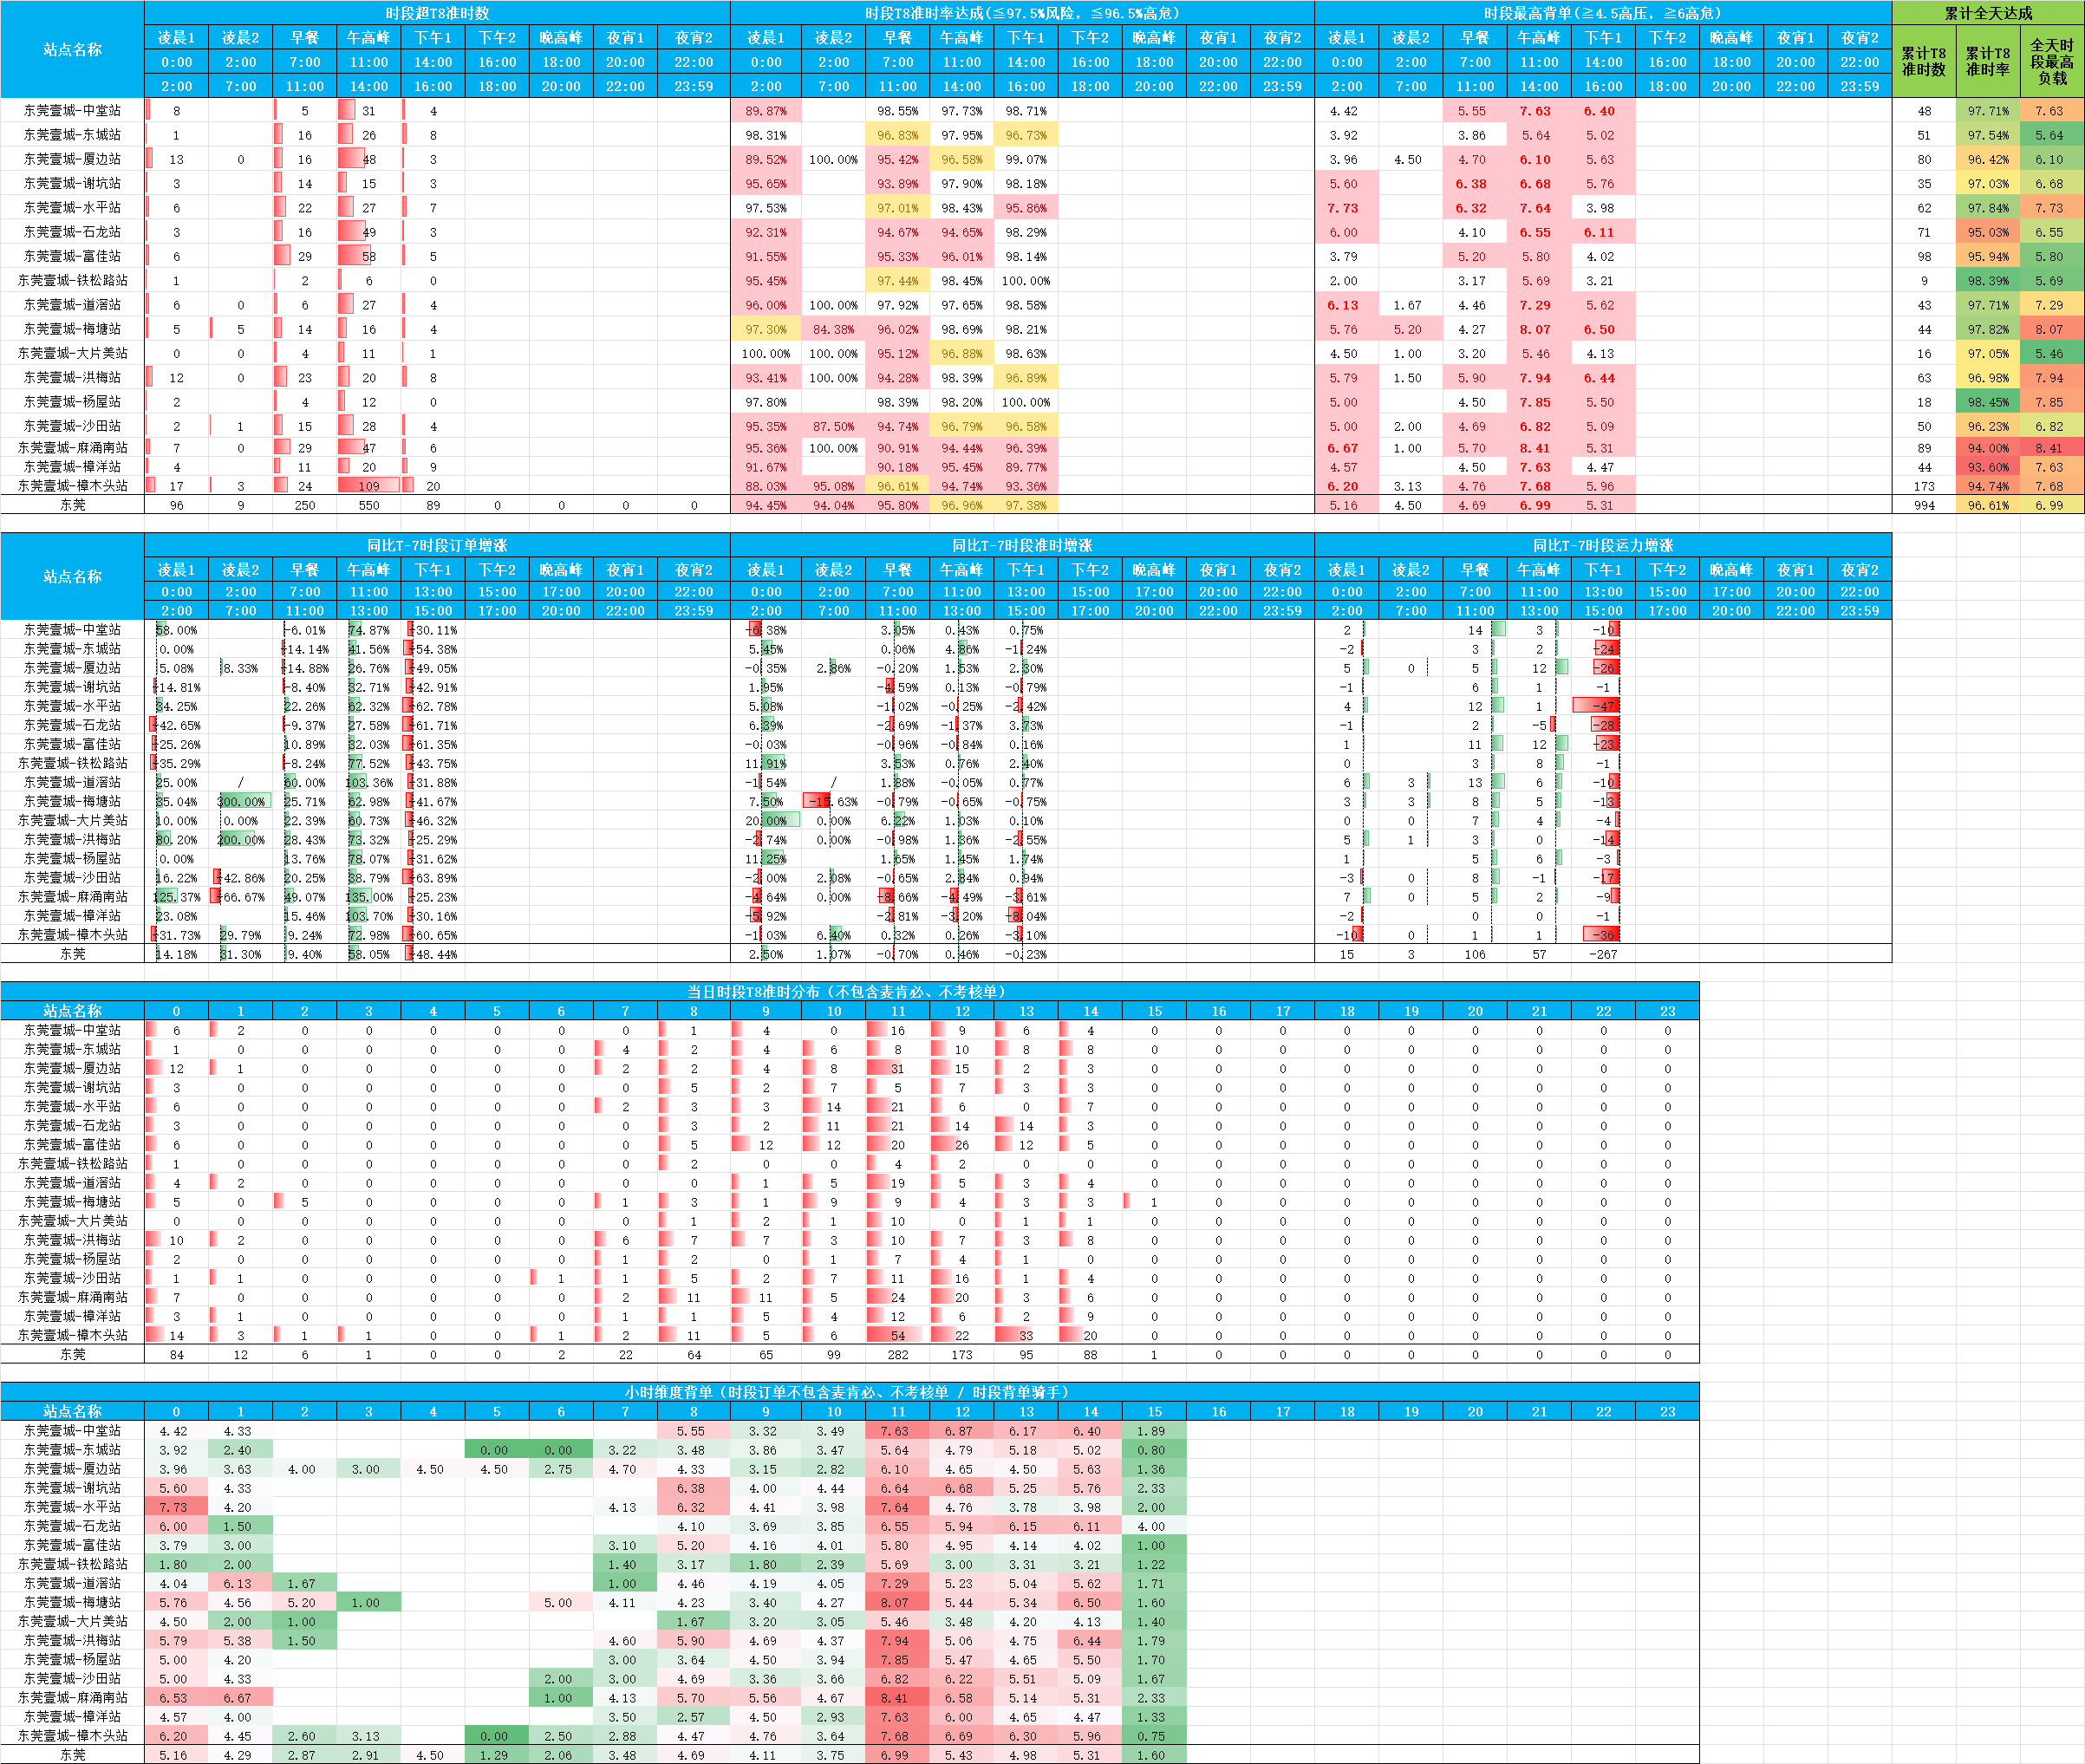 时段超T8准时数 时段T8准时率达成(≦97.5%风险, ≦96.5%高危) 时段最高背单(≧4.5高压, ≧6高危) 累计全天达成
站点名称 凌晨1 凌晨2 早餐 午高峰 下午1 下午2 晚高峰 夜宵1 夜宵2 凌晨1 凌晨2 早餐 午高峰 下午1 下午2 晚高峰 夜宵1 夜宵2 凌晨1 凌晨2 早餐 午高峰 下午1 下午2 晚高峰 夜宵1 夜宵2 累计T8准时数 累计T8准时率 全天时段最高负载
0:00 2:00 7:00 11:00 14:00 16:00 18:00 20:00 22:00 0:00 2:00 7:00 11:00 14:00 16:00 18:00 20:00 22:00 0:00 2:00 7:00 11:00 14:00 16:00 18:00 20:00 22:00
2:00 7:00 11:00 14:00 16:00 18:00 20:00 22:00 23:59 2:00 7:00 11:00 14:00 16:00 18:00 20:00 22:00 23:59 2:00 7:00 11:00 14:00 16:00 18:00 20:00 22:00 23:59
东莞壹城-中堂站 8 5 31 4 89.87% 98.55% 97.73% 98.71% 4.42 5.55 7.63 6.40 48 97.71% 7.63
东莞壹城-东城站 1 16 26 8 98.31% 96.83% 97.95% 96.73% 3.92 3.86 5.64 5.02 51 97.54% 5.64
东莞壹城-厦边站 13 0 16 48 3 89.52% 100.00% 95.42% 96.58% 99.07% 3.96 4.50 4.70 6.10 5.63 80 96.42% 6.10
东莞壹城-谢坑站 3 14 15 3 95.65% 93.89% 97.90% 98.18% 5.60 6.38 6.68 5.76 35 97.03% 6.68
东莞壹城-水平站 6 22 27 7 97.53% 97.01% 98.43% 95.86% 7.73 6.32 7.64 3.98 62 97.84% 7.73
东莞壹城-石龙站 3 16 49 3 92.31% 94.67% 94.65% 98.29% 6.00 4.10 6.55 6.11 71 95.03% 6.55
东莞壹城-富佳站 6 29 58 5 91.55% 95.33% 96.01% 98.14% 3.79 5.20 5.80 4.02 98 95.94% 5.80
东莞壹城-铁松路站 1 2 6 0 95.45% 97.44% 98.45% 100.00% 2.00 3.17 5.69 3.21 9 98.39% 5.69
东莞壹城-道滘站 6 0 6 27 4 96.00% 100.00% 97.92% 97.65% 98.58% 6.13 1.67 4.46 7.29 5.62 43 97.71% 7.29
东莞壹城-梅塘站 5 5 14 16 4 97.30% 84.38% 96.02% 98.69% 98.21% 5.76 5.20 4.27 8.07 6.50 44 97.82% 8.07
东莞壹城-大片美站 0 0 4 11 1 100.00% 100.00% 95.12% 96.88% 98.63% 4.50 1.00 3.20 5.46 4.13 16 97.05% 5.46
东莞壹城-洪梅站 12 0 23 20 8 93.41% 100.00% 94.28% 98.39% 96.89% 5.79 1.50 5.90 7.94 6.44 63 96.98% 7.94
东莞壹城-杨屋站 2 4 12 0 97.80% 98.39% 98.20% 100.00% 5.00 4.50 7.85 5.50 18 98.45% 7.85
东莞壹城-沙田站 2 1 15 28 4 95.35% 87.50% 94.74% 96.79% 96.58% 5.00 2.00 4.69 6.82 5.09 50 96.23% 6.82
东莞壹城-麻涌南站 7 0 29 47 6 95.36% 100.00% 90.91% 94.44% 96.39% 6.67 1.00 5.70 8.41 5.31 89 94.00% 8.41
东莞壹城-樟洋站 4 11 20 9 91.67% 90.18% 95.45% 89.77% 4.57 4.50 7.63 4.47 44 93.60% 7.63
东莞壹城-樟木头站 17 3 24 109 20 88.03% 95.08% 96.61% 94.74% 93.36% 6.20 3.13 4.76 7.68 5.96 173 94.74% 7.68
东莞 96 9 250 550 89 0 0 0 0 94.45% 94.04% 95.80% 96.96% 97.38% 5.16 4.50 4.69 6.99 5.31 994 96.61% 6.99
同比T-7时段订单增涨 同比T-7时段准时增涨 同比T-7时段运力增涨
站点名称 凌晨1 凌晨2 早餐 午高峰 下午1 下午2 晚高峰 夜宵1 夜宵2 凌晨1 凌晨2 早餐 午高峰 下午1 下午2 晚高峰 夜宵1 夜宵2 凌晨1 凌晨2 早餐 午高峰 下午1 下午2 晚高峰 夜宵1 夜宵2
0:00 2:00 7:00 11:00 13:00 15:00 17:00 20:00 22:00 0:00 2:00 7:00 11:00 13:00 15:00 17:00 20:00 22:00 0:00 2:00 7:00 11:00 13:00 15:00 17:00 20:00 22:00
2:00 7:00 11:00 13:00 15:00 17:00 20:00 22:00 23:59 2:00 7:00 11:00 13:00 15:00 17:00 20:00 22:00 23:59 2:00 7:00 11:00 13:00 15:00 17:00 20:00 22:00 23:59
东莞壹城-中堂站 58.00% -6.01% 74.87% -30.11% -6.38% 3.05% 0.43% 0.75% 2 14 3 -10
东莞壹城-东城站 0.00% -14.14% 41.56% -54.38% 5.45% 0.06% 4.86% -1.24% -2 3 2 -24
东莞壹城-厦边站 5.08% 8.33% -14.88% 26.76% -49.05% -0.35% 2.86% -0.20% 1.53% 2.30% 5 0 5 12 -26
东莞壹城-谢坑站 -14.81% -8.40% 32.71% -42.91% 1.95% -4.59% 0.13% -0.79% -1 6 1 -1
东莞壹城-水平站 34.25% 22.26% 62.32% -62.78% 5.08% -1.02% -0.25% -2.42% 4 12 1 -47
东莞壹城-石龙站 -42.65% -9.37% 27.58% -61.71% 6.39% -2.69% -1.37% 3.73% -1 2 -5 -28
东莞壹城-富佳站 -25.26% 10.89% 32.03% -61.35% -0.03% -0.96% -0.84% 0.16% 1 11 12 -23
东莞壹城-铁松路站 -35.29% -8.24% 77.52% -43.75% 11.91% 3.53% 0.76% 2.40% 0 3 8 -1
东莞壹城-道滘站 25.00% / 60.00% 103.36% -31.88% -1.54% / 1.88% -0.05% 0.77% 6 3 13 6 -10
东莞壹城-梅塘站 35.04% 300.00% 25.71% 62.98% -41.67% 7.50% -15.63% -0.79% -0.65% -0.75% 3 3 8 5 -13
东莞壹城-大片美站 10.00% 0.00% 22.39% 60.73% -46.32% 20.00% 0.00% 6.22% 1.03% 0.10% 0 0 7 4 -4
东莞壹城-洪梅站 80.20% 200.00% 28.43% 73.32% -25.29% -2.74% 0.00% -0.98% 1.36% -2.55% 5 1 3 0 -14
东莞壹城-杨屋站 0.00% 13.76% 78.07% -31.62% 11.25% 1.65% 1.45% 1.74% 1 5 6 -3
东莞壹城-沙田站 16.22% -42.86% 20.25% 38.79% -63.89% -2.00% 2.08% -0.65% 2.84% 0.94% -3 0 8 -1 -17
东莞壹城-麻涌南站 125.37% -66.67% 49.07% 135.00% -25.23% -4.64% 0.00% -8.66% -4.49% -3.61% 7 0 5 2 -9
东莞壹城-樟洋站 23.08% 15.46% 103.70% -30.16% -5.92% -2.81% -3.20% -8.04% -2 0 0 -1
东莞壹城-樟木头站 -31.73% 29.79% 9.24% 72.98% -60.65% -1.03% 6.40% 0.32% 0.26% -3.10% -10 0 1 1 -36
东莞 14.18% 31.30% 9.40% 58.05% -48.44% 2.50% 1.07% -0.70% 0.46% -0.23% 15 3 106 57 -267
当日时段T8准时分布（不包含麦肯必、不考核单）
站点名称 0 1 2 3 4 5 6 7 8 9 10 11 12 13 14 15 16 17 18 19 20 21 22 23
东莞壹城-中堂站 6 2 0 0 0 0 0 0 1 4 0 16 9 6 4 0 0 0 0 0 0 0 0 0
东莞壹城-东城站 1 0 0 0 0 0 0 4 2 4 6 8 10 8 8 0 0 0 0 0 0 0 0 0
东莞壹城-厦边站 12 1 0 0 0 0 0 2 2 4 8 31 15 2 3 0 0 0 0 0 0 0 0 0
东莞壹城-谢坑站 3 0 0 0 0 0 0 0 5 2 7 5 7 3 3 0 0 0 0 0 0 0 0 0
东莞壹城-水平站 6 0 0 0 0 0 0 2 3 3 14 21 6 0 7 0 0 0 0 0 0 0 0 0
东莞壹城-石龙站 3 0 0 0 0 0 0 0 3 2 11 21 14 14 3 0 0 0 0 0 0 0 0 0
东莞壹城-富佳站 6 0 0 0 0 0 0 0 5 12 12 20 26 12 5 0 0 0 0 0 0 0 0 0
东莞壹城-铁松路站 1 0 0 0 0 0 0 0 2 0 0 4 2 0 0 0 0 0 0 0 0 0 0 0
东莞壹城-道滘站 4 2 0 0 0 0 0 0 0 1 5 19 5 3 4 0 0 0 0 0 0 0 0 0
东莞壹城-梅塘站 5 0 5 0 0 0 0 1 3 1 9 9 4 3 3 1 0 0 0 0 0 0 0 0
东莞壹城-大片美站 0 0 0 0 0 0 0 0 1 2 1 10 0 1 1 0 0 0 0 0 0 0 0 0
东莞壹城-洪梅站 10 2 0 0 0 0 0 6 7 7 3 10 7 3 8 0 0 0 0 0 0 0 0 0
东莞壹城-杨屋站 2 0 0 0 0 0 0 1 2 0 1 7 4 1 0 0 0 0 0 0 0 0 0 0
东莞壹城-沙田站 1 1 0 0 0 0 1 1 5 2 7 11 16 1 4 0 0 0 0 0 0 0 0 0
东莞壹城-麻涌南站 7 0 0 0 0 0 0 2 11 11 5 24 20 3 6 0 0 0 0 0 0 0 0 0
东莞壹城-樟洋站 3 1 0 0 0 0 0 1 1 5 4 12 6 2 9 0 0 0 0 0 0 0 0 0
东莞壹城-樟木头站 14 3 1 1 0 0 1 2 11 5 6 54 22 33 20 0 0 0 0 0 0 0 0 0
东莞 84 12 6 1 0 0 2 22 64 65 99 282 173 95 88 1 0 0 0 0 0 0 0 0
小时维度背单（时段订单不包含麦肯必、不考核单 / 时段背单骑手）
站点名称 0 1 2 3 4 5 6 7 8 9 10 11 12 13 14 15 16 17 18 19 20 21 22 23
东莞壹城-中堂站 4.42 4.33 5.55 3.32 3.49 7.63 6.87 6.17 6.40 1.89
东莞壹城-东城站 3.92 2.40 0.00 0.00 3.22 3.48 3.86 3.47 5.64 4.79 5.18 5.02 0.80
东莞壹城-厦边站 3.96 3.63 4.00 3.00 4.50 4.50 2.75 4.70 4.33 3.15 2.82 6.10 4.65 4.50 5.63 1.36
东莞壹城-谢坑站 5.60 4.33 6.38 4.00 4.44 6.64 6.68 5.25 5.76 2.33
东莞壹城-水平站 7.73 4.20 4.13 6.32 4.41 3.98 7.64 4.76 3.78 3.98 2.00
东莞壹城-石龙站 6.00 1.50 4.10 3.69 3.85 6.55 5.94 6.15 6.11 4.00
东莞壹城-富佳站 3.79 3.00 3.10 5.20 4.16 4.01 5.80 4.95 4.14 4.02 1.00
东莞壹城-铁松路站 1.80 2.00 1.40 3.17 1.80 2.39 5.69 3.00 3.31 3.21 1.22
东莞壹城-道滘站 4.04 6.13 1.67 1.00 4.46 4.19 4.05 7.29 5.23 5.04 5.62 1.71
东莞壹城-梅塘站 5.76 4.56 5.20 1.00 5.00 4.11 4.23 3.40 4.27 8.07 5.44 5.34 6.50 1.60
东莞壹城-大片美站 4.50 2.00 1.00 1.67 3.20 3.05 5.46 3.48 4.20 4.13 1.40
东莞壹城-洪梅站 5.79 5.38 1.50 4.60 5.90 4.69 4.37 7.94 5.06 4.75 6.44 1.79
东莞壹城-杨屋站 5.00 4.20 3.00 3.64 4.50 3.94 7.85 5.47 4.65 5.50 1.70
东莞壹城-沙田站 5.00 4.33 2.00 3.00 4.69 3.36 3.66 6.82 6.22 5.51 5.09 1.67
东莞壹城-麻涌南站 6.53 6.67 1.00 4.13 5.70 5.56 4.67 8.41 6.58 5.14 5.31 2.33
东莞壹城-樟洋站 4.57 4.00 3.50 2.57 4.50 2.93 7.63 6.00 4.65 4.47 1.33
东莞壹城-樟木头站 6.20 4.45 2.60 3.13 0.00 2.50 2.88 4.47 4.76 3.64 7.68 6.69 6.30 5.96 0.75
东莞 5.16 4.29 2.87 2.91 4.50 1.29 2.06 3.48 4.69 4.11 3.75 6.99 5.43 4.98 5.31 1.60